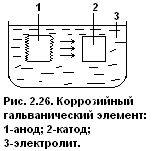 1
2
3
Рис. 2.26. Коррозийный
гальванический элемент:
1-анод; 2-катод;
3-электролит.